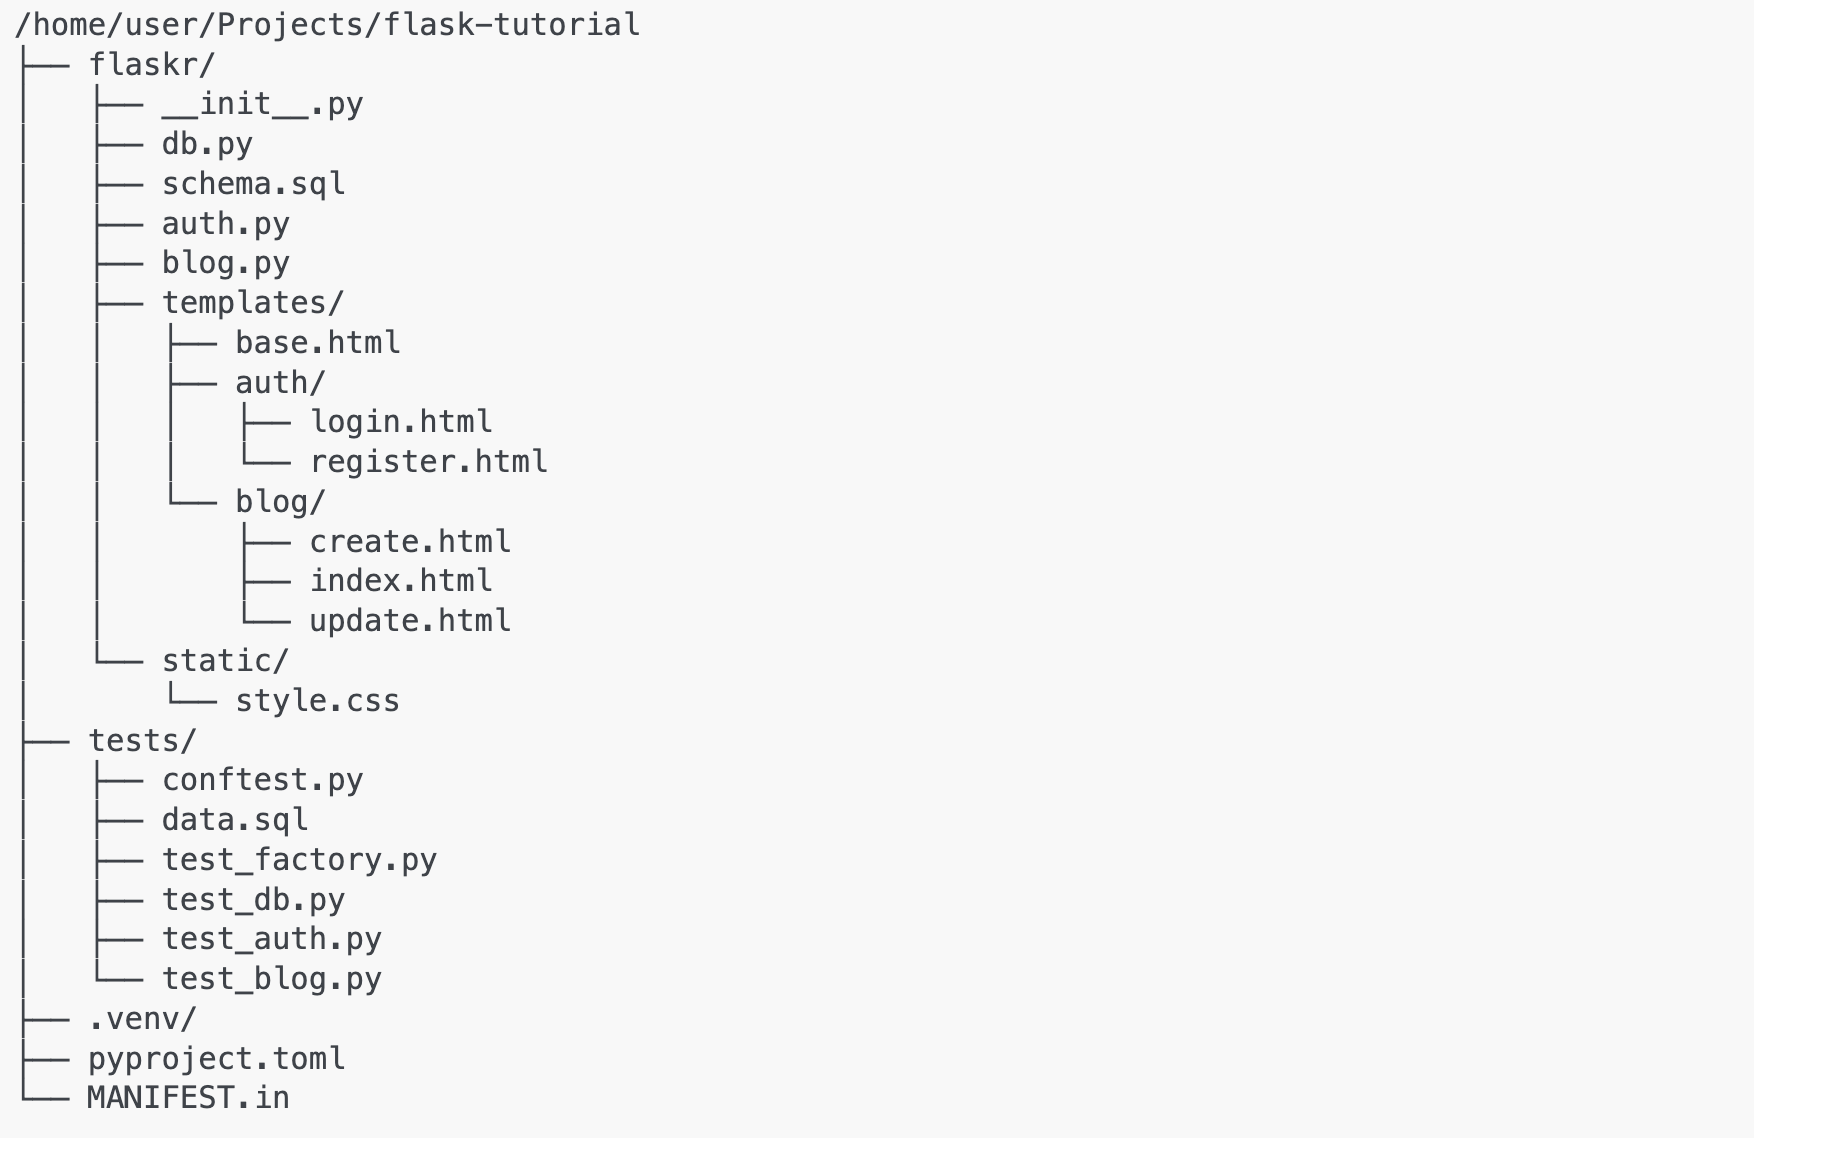 /home/user/Projects/flask-tutorial
├── flaskr/
│   ├── __init__.py
│   ├── db.py
│   ├── schema.sql
│   ├── auth.py
│   ├── blog.py
│   ├── templates/
│   │   ├── base.html
│   │   ├── auth/
│   │   │   ├── login.html
│   │   │   └── register.html
│   │   └── blog/
│   │       ├── create.html
│   │       ├── index.html
│   │       └── update.html
│   └── static/
│       └── style.css
├── tests/
│   ├── conftest.py
│   ├── data.sql
│   ├── test_factory.py
│   ├── test_db.py
│   ├── test_auth.py
│   └── test_blog.py
├── .venv/
├── pyproject.toml
└── MANIFEST.in